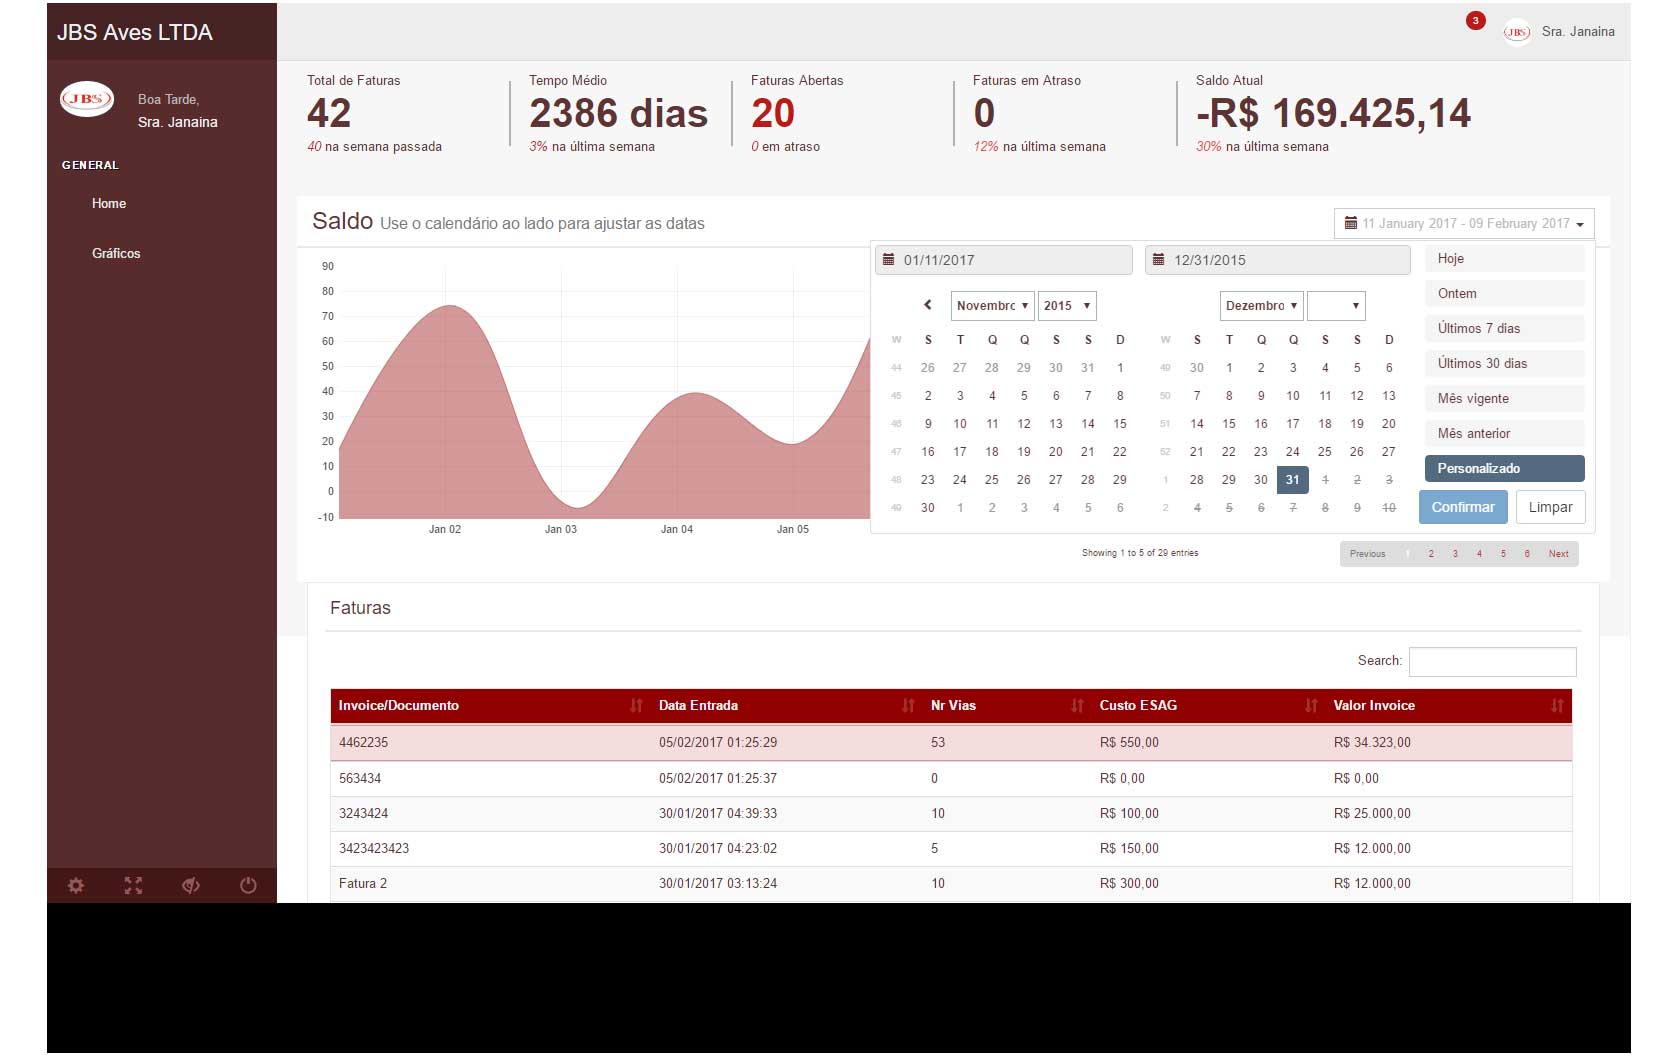 JBS Aves LTDA
JBS
Boa Tarde,
Sra. Janaina
GENERAL
Home
Gráficos
3
JBS
Sra. Janaina
Total de Faturas
42
40 na semana passada
Tempo Médio
2386 dias
3% na última semana
Faturas Abertas
20
0 em atraso
Faturas em Atraso
0
12% na última semana
Saldo Atual
-R$ 169.425,14
30% na última semana
Saldo Use o calendário ao lado para ajustar as datas
11 January 2017 - 09 February 2017
90
80
70
60
50
40
30
20
10
0
-10
Jan 02 Jan 03 Jan 04 Jan 05
01/11/2017
Novembro 2015
W S T Q Q S S D
44 26 27 28 29 30 31 1
45 2 3 4 5 6 7 8
46 9 10 11 12 13 14 15
47 16 17 18 19 20 21 22
48 23 24 25 26 27 28 29
49 30 1 2 3 4 5 6
12/31/2015
Dezembro
W S T Q Q S S D
49 30 1 2 3 4 5 6
50 7 8 9 10 11 12 13
51 14 15 16 17 18 19 20
52 21 22 23 24 25 26 27
1 28 29 30 31 1 2 3
2 4 5 6 7 8 9 10
Hoje
Ontem
Últimos 7 dias
Últimos 30 dias
Mês vigente
Mês anterior
Personalizado
Confirmar Limpar
Showing 1 to 5 of 29 entries
Previous 1 2 3 4 5 6 Next
Faturas
Search:
Invoice/Documento Data Entrada Nr Vias Custo ESAG Valor Invoice
4462235 05/02/2017 01:25:29 53 R$ 550,00 R$ 34.323,00
563434 05/02/2017 01:25:37 0 R$ 0,00 R$ 0,00
3243424 30/01/2017 04:39:33 10 R$ 100,00 R$ 25.000,00
3423423423 30/01/2017 04:23:02 5 R$ 150,00 R$ 12.000,00
Fatura 2 30/01/2017 03:13:24 10 R$ 300,00 R$ 12.000,00